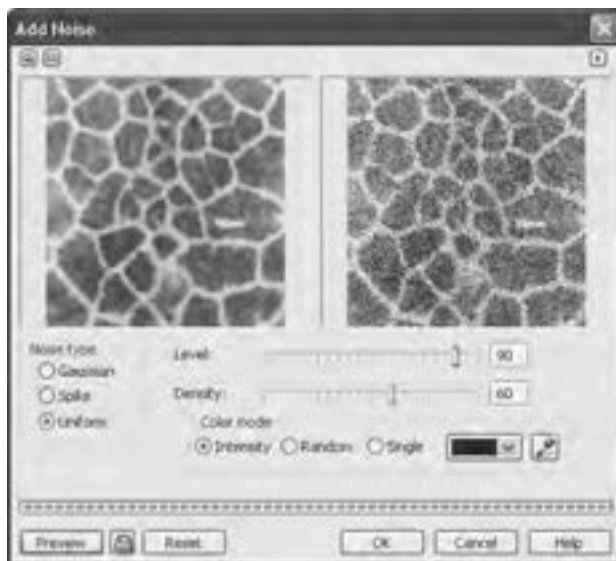 Add Noise
Noise type
Gaussian
Spike
Uniform
Level:
90
Density:
60
Color mode
Intensity Random Single
Preview Reset OK Cancel Help